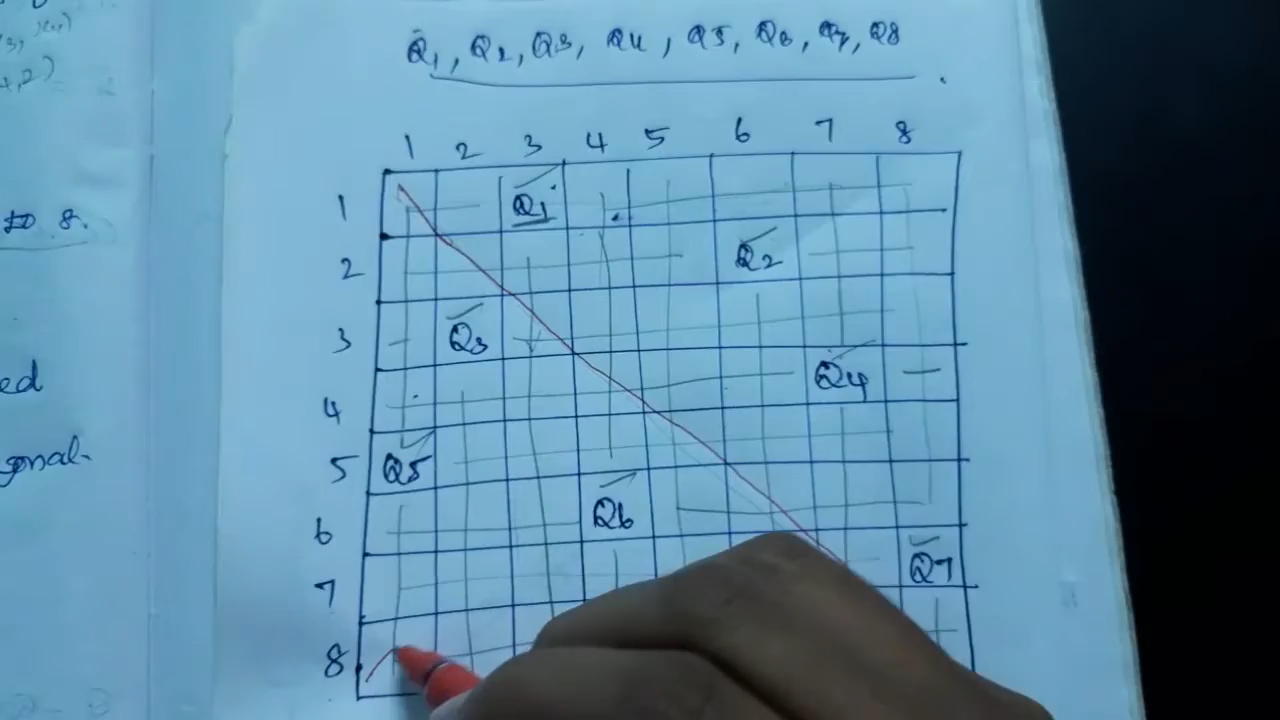 Q1, Q2, Q3, Q4, Q5, Q6, Q7, Q8
1 2 3 4 5 6 7 8
1 Q1
2 Q2
3 Q3
4 Q4
5 Q5
6 Q6
7 Q7
8
8.
ed
gonal.